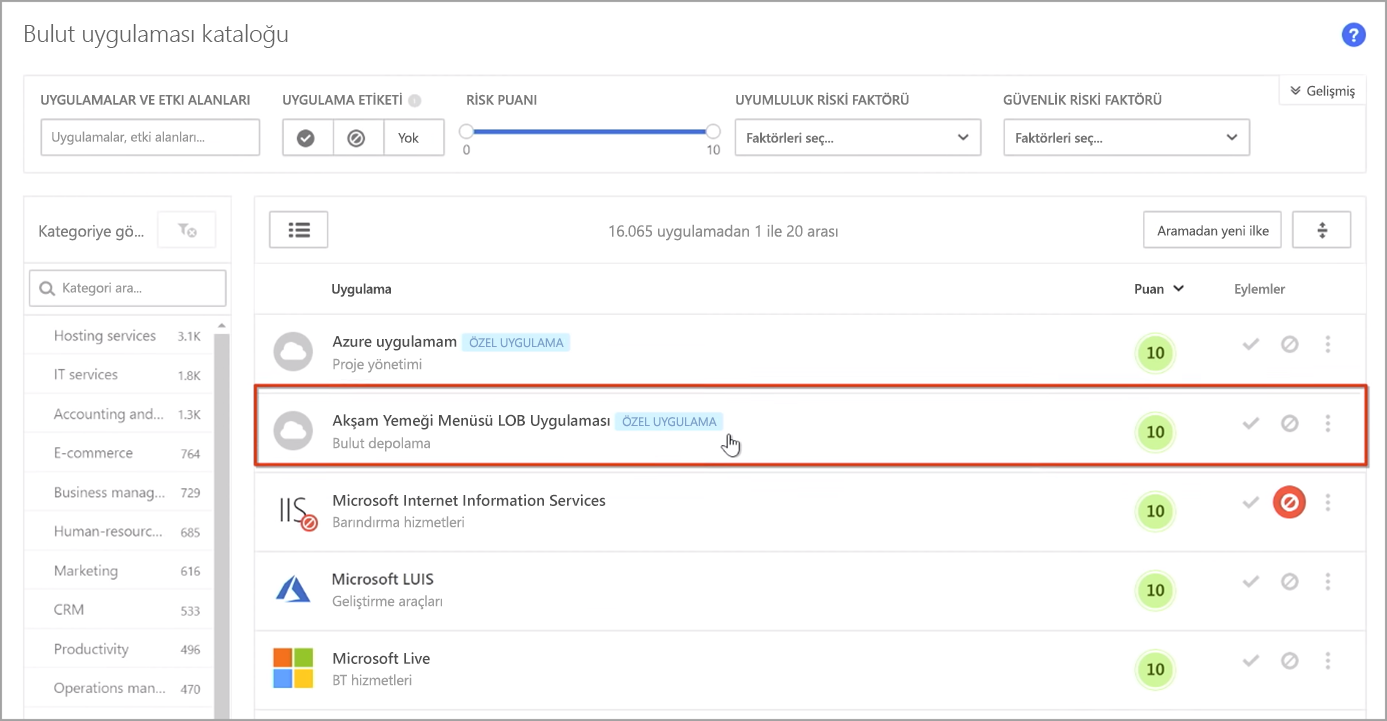 Bulut uygulaması kataloğu
?
Gelişmiş
UYGULAMALAR VE ETKI ALANLARI
UYGULAMA ETİKETİ
RİSK PUANI
UYUMLULUK RİSKİ FAKTÖRÜ
GÜVENLİK RİSKİ FAKTÖRÜ
Uygulamalar, etki alanları...
Yok
0
10
Faktörleri seç...
Faktörleri seç...
Kategoriye gö...
Kategori ara...
Hosting services 3.1K
IT services 1.8K
Accounting and... 1.3K
E-commerce 764
Business manag... 729
Human-resourc... 685
Marketing 616
CRM 533
Productivity 496
Operations man... 470
16.065 uygulamadan 1 ile 20 arası
Aramadan yeni ilke
Uygulama Puan Eylemler
Azure uygulamam ÖZEL UYGULAMA
Proje yönetimi
10
Akşam Yemeği Menüsü LOB Uygulaması ÖZEL UYGULAMA
Bulut depolama
10
IIS
Microsoft Internet Information Services
Barındırma hizmetleri
10
Microsoft LUIS
Geliştirme araçları
10
Microsoft Live
BT hizmetleri
10